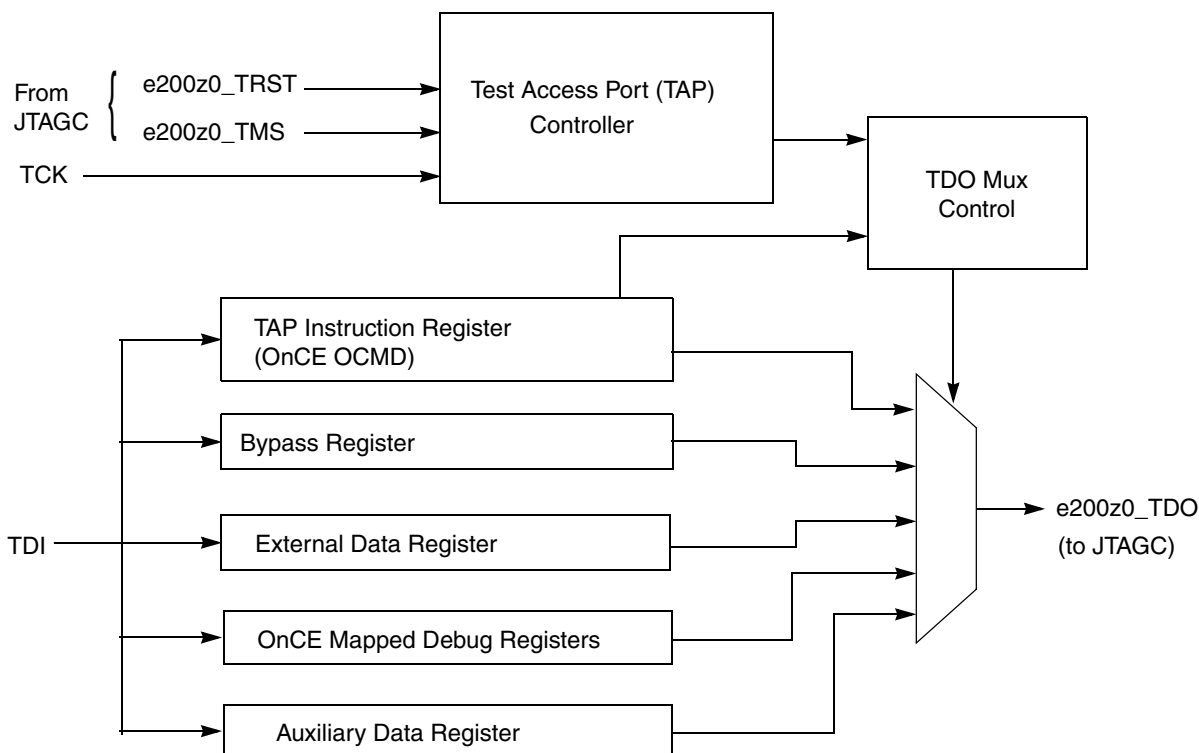 From
JTAGC
e200z0_TRST
e200z0_TMS
TCK
Test Access Port (TAP)
Controller
TDO Mux
Control
TAP Instruction Register
(OnCE OCMD)
Bypass Register
External Data Register
OnCE Mapped Debug Registers
Auxiliary Data Register
TDI
e200z0_TDO
(to JTAGC)